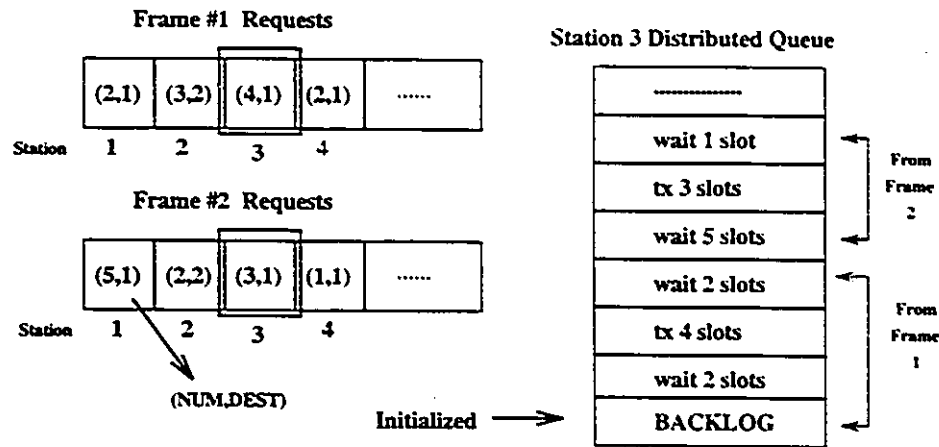 Frame #1 Requests
(2,1) (3,2) (4,1) (2,1) ......
Station 1 2 3 4
Frame #2 Requests
(5,1) (2,2) (3,1) (1,1) ......
Station 1 2 3 4
(NUM,DEST)
Station 3 Distributed Queue
---------------
wait 1 slot
tx 3 slots
wait 5 slots
wait 2 slots
tx 4 slots
wait 2 slots
Initialized BACKLOG
From
Frame
2
From
Frame
1